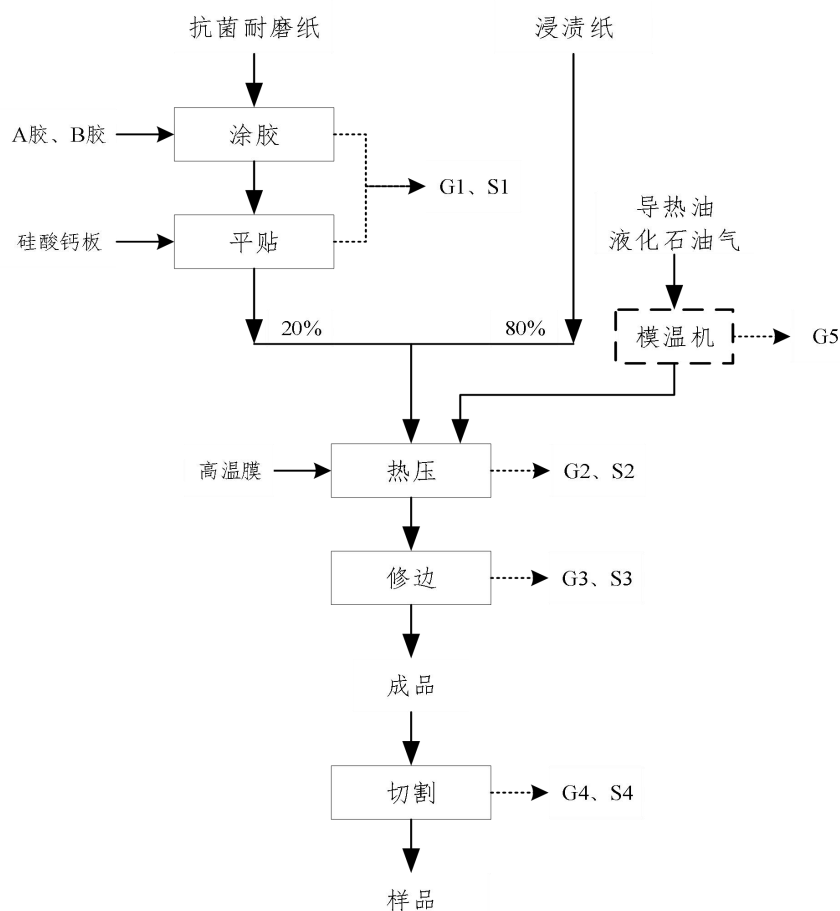 抗菌耐磨纸
浸渍纸
A胶、B胶
涂胶
G1、S1
硅酸钙板
平贴
导热油
液化石油气
20%
80%
模温机
G5
高温膜
热压
G2、S2
修边
G3、S3
成品
切割
G4、S4
样品